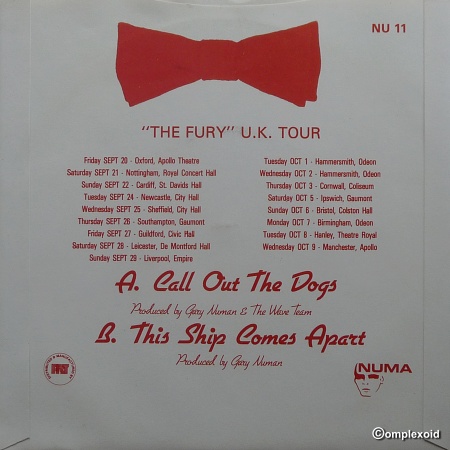 NU 11
"THE FURY" U.K. TOUR
Friday SEPT 20 - Oxford, Apollo Theatre
Saturday SEPT 21 - Nottingham, Royal Concert Hall
Sunday SEPT 22 - Cardiff, St. Davids Hall
Tuesday SEPT 24 - Newcastle, City Hall
Wednesday SEPT 25 - Sheffield, City Hall
Thursday SEPT 26 - Southampton, Gaumont
Friday SEPT 27 - Guildford, Civic Hall
Saturday SEPT 28 - Leicester, De Montford Hall
Sunday SEPT 29 - Liverpool, Empire
Tuesday OCT 1 - Hammersmith, Odeon
Wednesday OCT 2 - Hammersmith, Odeon
Thursday OCT 3 - Cornwall, Coliseum
Saturday OCT 5 - Ipswich, Gaumont
Sunday OCT 6 - Bristol, Colston Hall
Monday OCT 7 - Birmingham, Odeon
Tuesday OCT 8 - Hanley, Theatre Royal
Wednesday OCT 9 - Manchester, Apollo
A. Call Out The Dogs
Produced by Gary Numan & The Wave Team
B. This Ship Comes Apart
Produced by Gary Numan
NUMA
©omplexoid